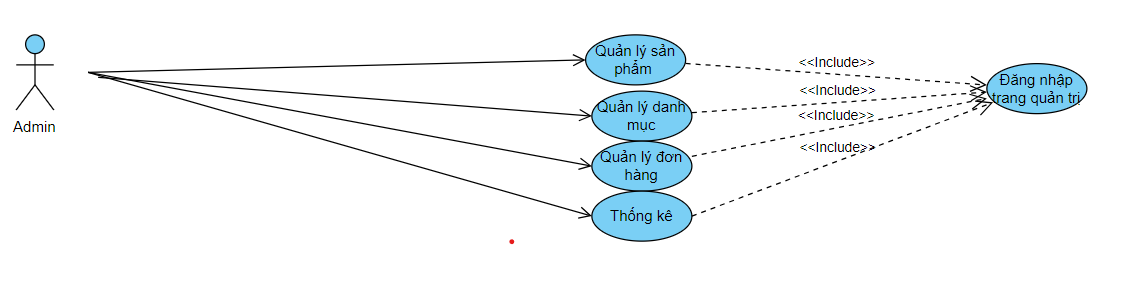 Admin
Quản lý sản
phẩm
Quản lý danh
mục
Quản lý đơn
hàng
Thống kê
<<Include>>
<<Include>>
<<Include>>
<<Include>>
Đăng nhập
trang quản trị